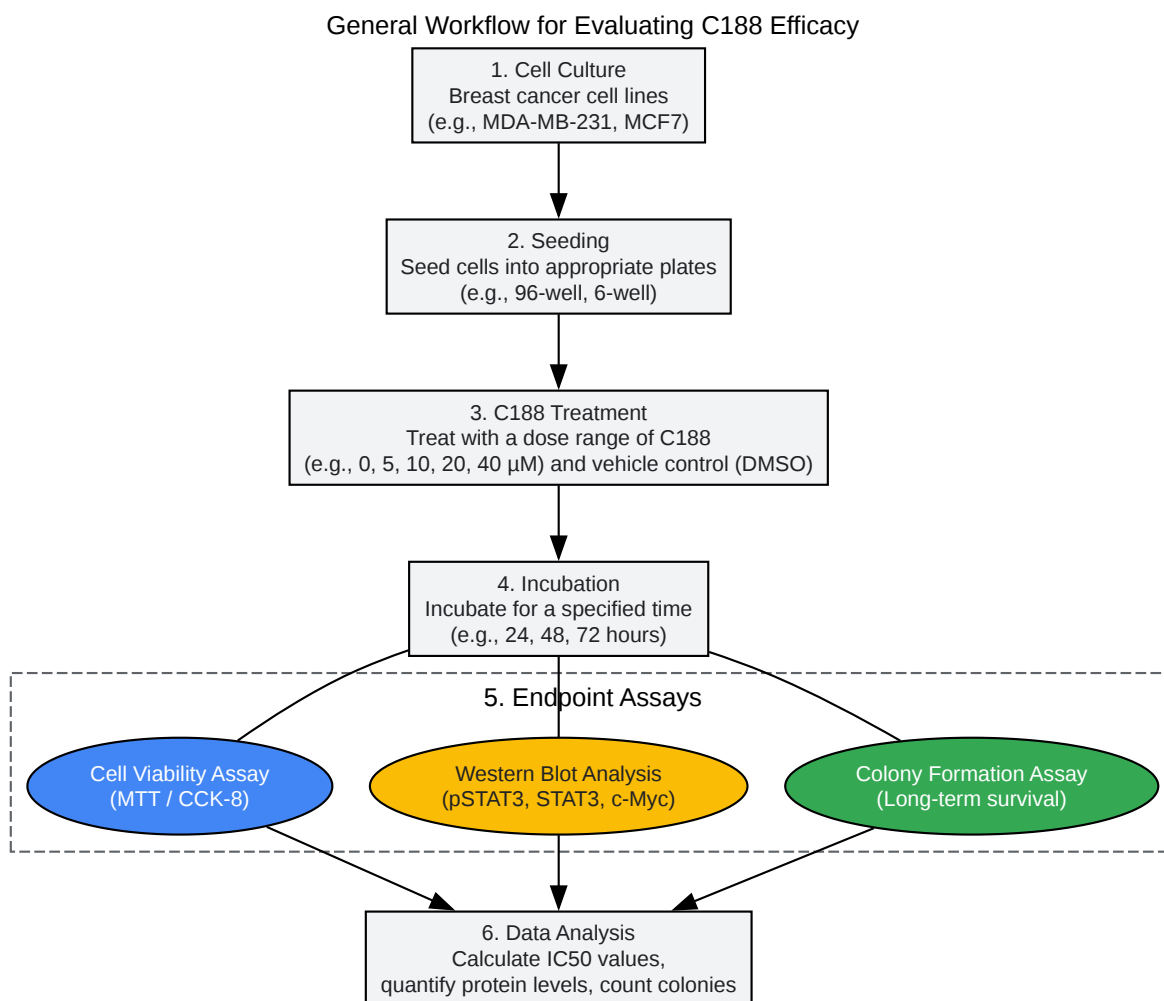 General Workflow for Evaluating C188 Efficacy
1. Cell Culture
Breast cancer cell lines
(e.g., MDA-MB-231, MCF7)
2. Seeding
Seed cells into appropriate plates
(e.g., 96-well, 6-well)
3. C188 Treatment
Treat with a dose range of C188
(e.g., 0, 5, 10, 20, 40 µM) and vehicle control (DMSO)
4. Incubation
Incubate for a specified time
(e.g., 24, 48, 72 hours)
5. Endpoint Assays
Cell Viability Assay
(MTT / CCK-8)
Western Blot Analysis
(pSTAT3, STAT3, c-Myc)
Colony Formation Assay
(Long-term survival)
6. Data Analysis
Calculate IC50 values,
quantify protein levels, count colonies